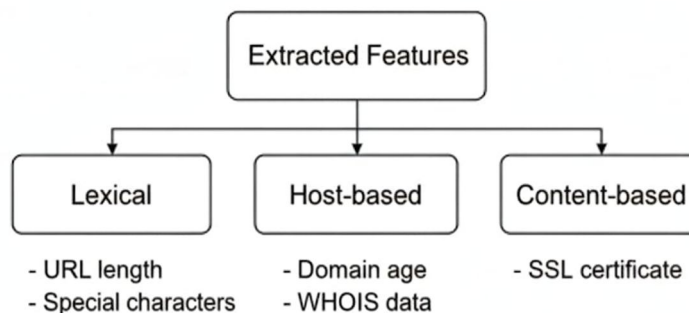 Extracted Features
Lexical
Host-based
Content-based
- URL length
- Special characters
- Domain age
- WHOIS data
- SSL certificate